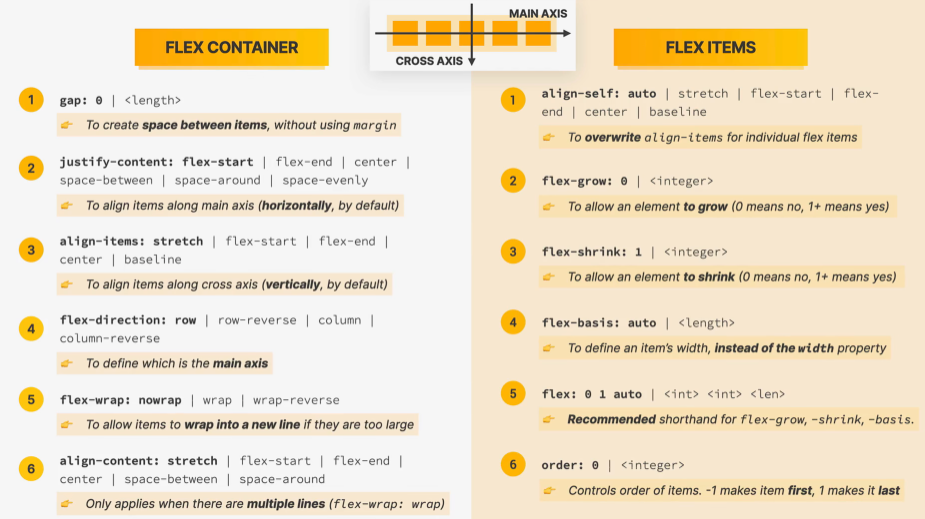 MAIN AXIS
CROSS AXIS
FLEX CONTAINER
1
gap: 0 | <length>
To create space between items, without using margin
2
justify-content: flex-start | flex-end | center |
space-between | space-around | space-evenly
To align items along main axis (horizontally, by default)
3
align-items: stretch | flex-start | flex-end |
center | baseline
To align items along cross axis (vertically, by default)
4
flex-direction: row | row-reverse | column |
column-reverse
To define which is the main axis
5
flex-wrap: nowrap | wrap | wrap-reverse
To allow items to wrap into a new line if they are too large
6
align-content: stretch | flex-start | flex-end |
center | space-between | space-around
Only applies when there are multiple lines (flex-wrap: wrap)
FLEX ITEMS
1
align-self: auto | stretch | flex-start | flex-
end | center | baseline
To overwrite align-items for individual flex items
2
flex-grow: 0 | <integer>
To allow an element to grow (0 means no, 1+ means yes)
3
flex-shrink: 1 | <integer>
To allow an element to shrink (0 means no, 1+ means yes)
4
flex-basis: auto | <length>
To define an item's width, instead of the width property
5
flex: 0 1 auto | <int> <int> <len>
Recommended shorthand for flex-grow, -shrink, -basis.
6
order: 0 | <integer>
Controls order of items. -1 makes item first, 1 makes it last